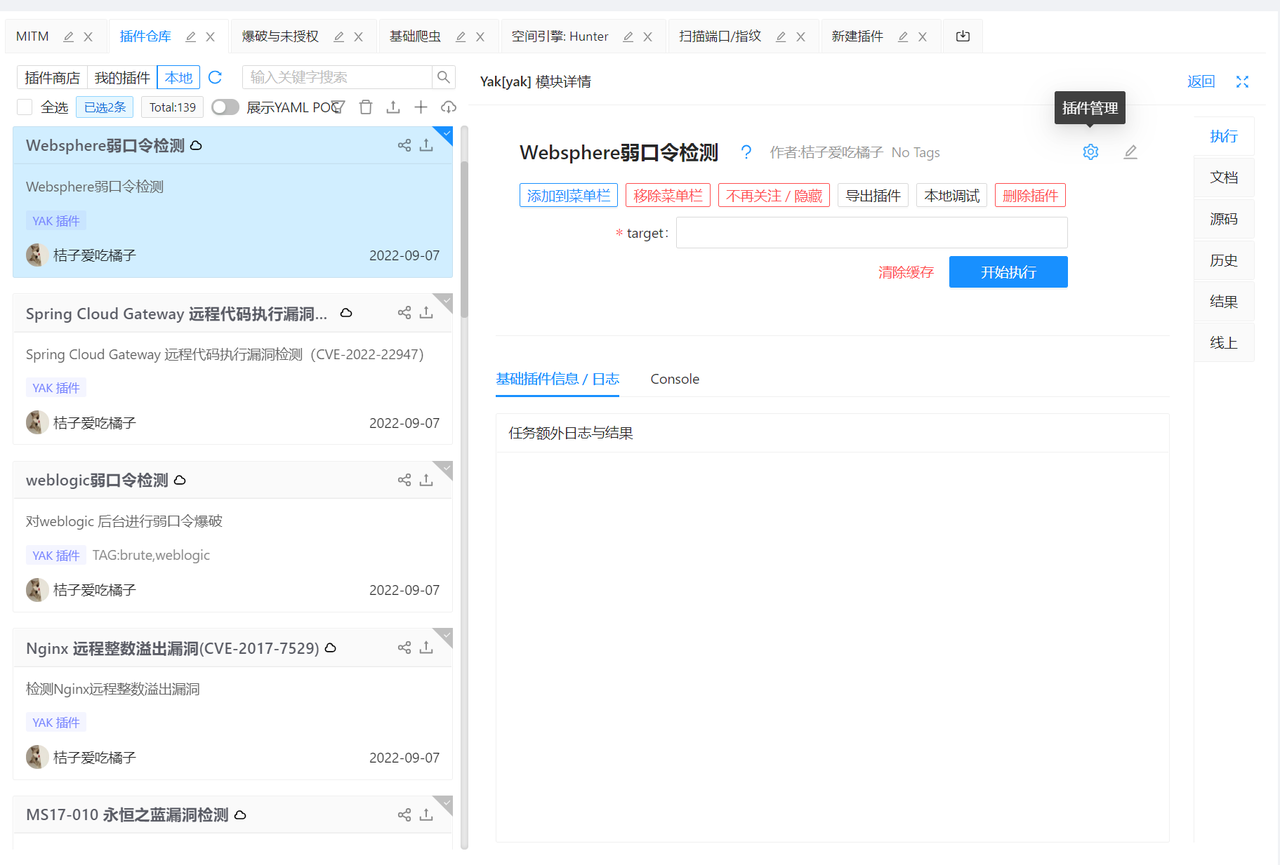 MITM 插件仓库 爆破与未授权 基础爬虫 空间引擎: Hunter 扫描端口/指纹 新建插件
插件商店 我的插件 本地 输入关键字搜索
全选 已选2条 Total:139 展示YAML POC
Websphere弱口令检测
Websphere弱口令检测
YAK 插件
桔子爱吃橘子 2022-09-07
Spring Cloud Gateway 远程代码执行漏洞...
Spring Cloud Gateway 远程代码执行漏洞检测（CVE-2022-22947）
YAK 插件
桔子爱吃橘子 2022-09-07
weblogic弱口令检测
对weblogic 后台进行弱口令爆破
YAK 插件 TAG:brute,weblogic
桔子爱吃橘子 2022-09-07
Nginx 远程整数溢出漏洞(CVE-2017-7529)
检测Nginx远程整数溢出漏洞
YAK 插件
桔子爱吃橘子 2022-09-07
MS17-010 永恒之蓝漏洞检测
Yak[yak] 模块详情 返回
插件管理
Websphere弱口令检测 ? 作者:桔子爱吃橘子 No Tags
添加到菜单栏 移除菜单栏 不再关注 / 隐藏 导出插件 本地调试 删除插件
* target:
清除缓存 开始执行
基础插件信息 / 日志 Console
任务额外日志与结果
执行
文档
源码
历史
结果
线上